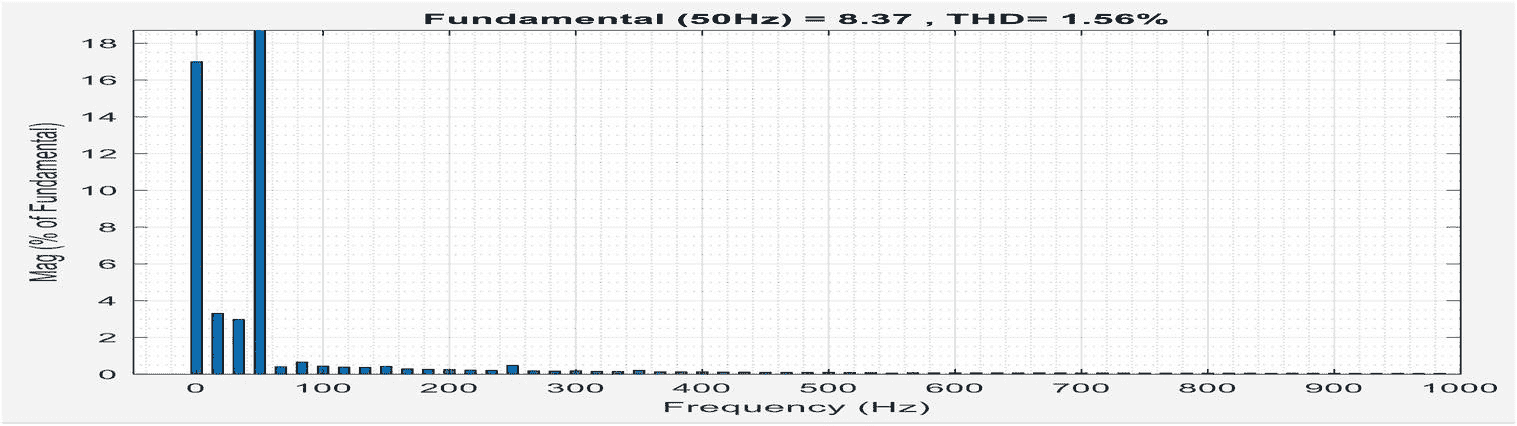 Fundamental (50Hz) = 8.37 , THD= 1.56%
Mag (% of Fundamental)
18
16
14
12
10
8
6
4
2
0
0 100 200 300 400 500 600 700 800 900 1000
Frequency (Hz)